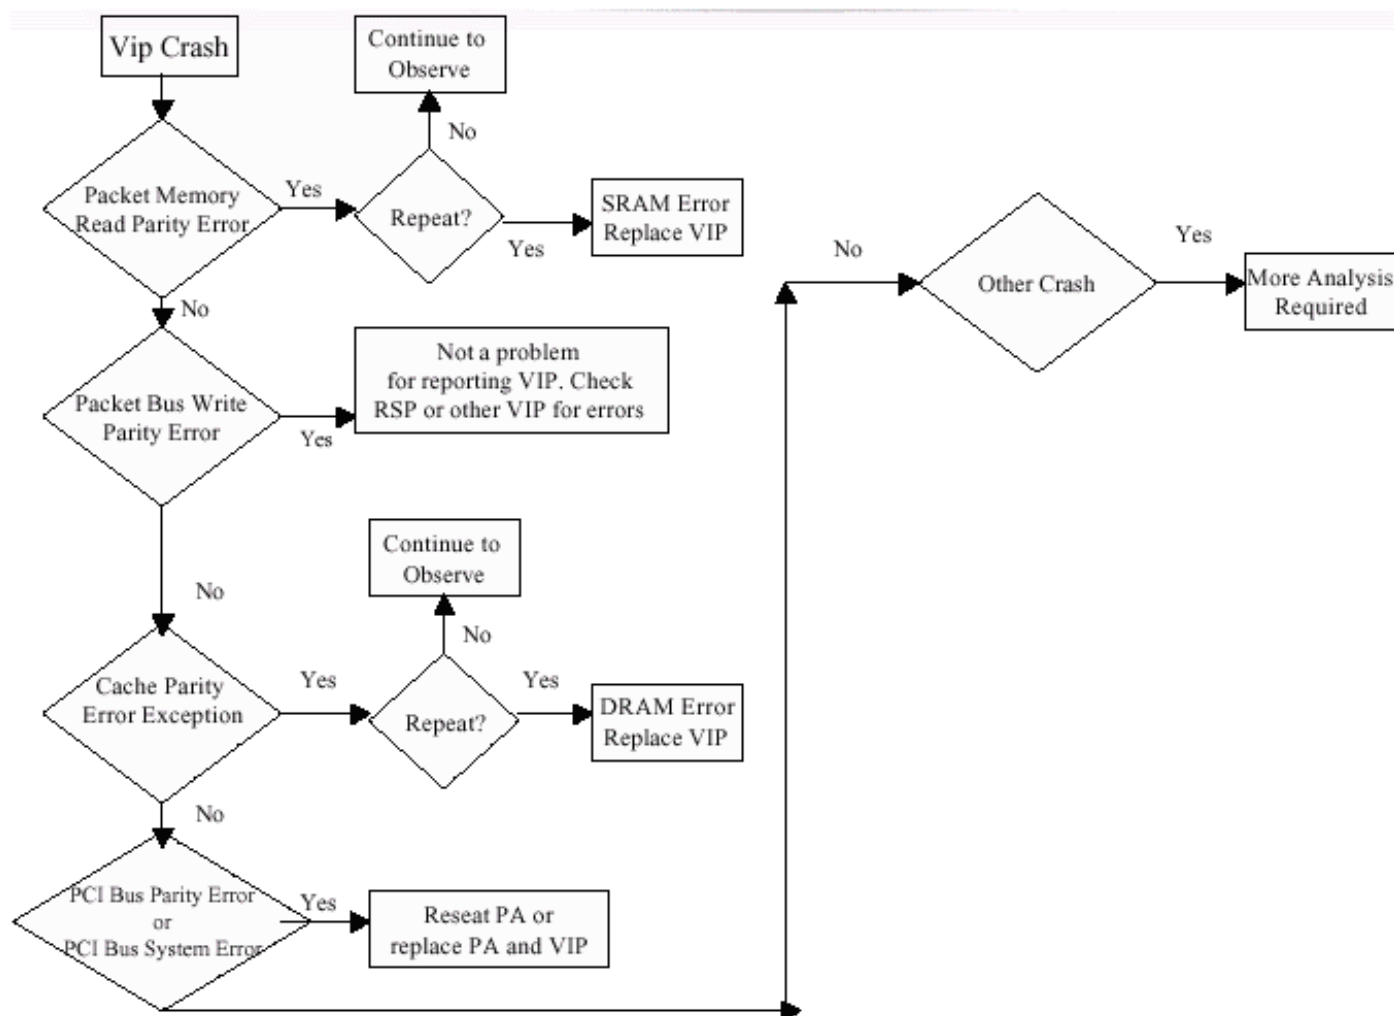 Vip Crash
Continue to
Observe
No
Packet Memory
Read Parity Error
Yes
Repeat?
Yes
SRAM Error
Replace VIP
No
Packet Bus Write
Parity Error
Yes
Not a problem
for reporting VIP. Check
RSP or other VIP for errors
No
Continue to
Observe
No
Cache Parity
Error Exception
Yes
Repeat?
Yes
DRAM Error
Replace VIP
No
PCI Bus Parity Error
or
PCI Bus System Error
Yes
Reseat PA or
replace PA and VIP
No
Other Crash
Yes
More Analysis
Required